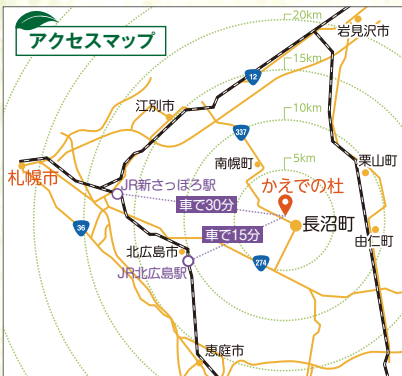 アクセスマップ
20km
岩見沢市
15km
12
江別市
10km
337
南幌町
5km
栗山町
札幌市
JR新さっぽろ駅
かえでの杜
車で30分
長沼町
36
車で15分
由仁町
北広島市
JR北広島駅
274
恵庭市